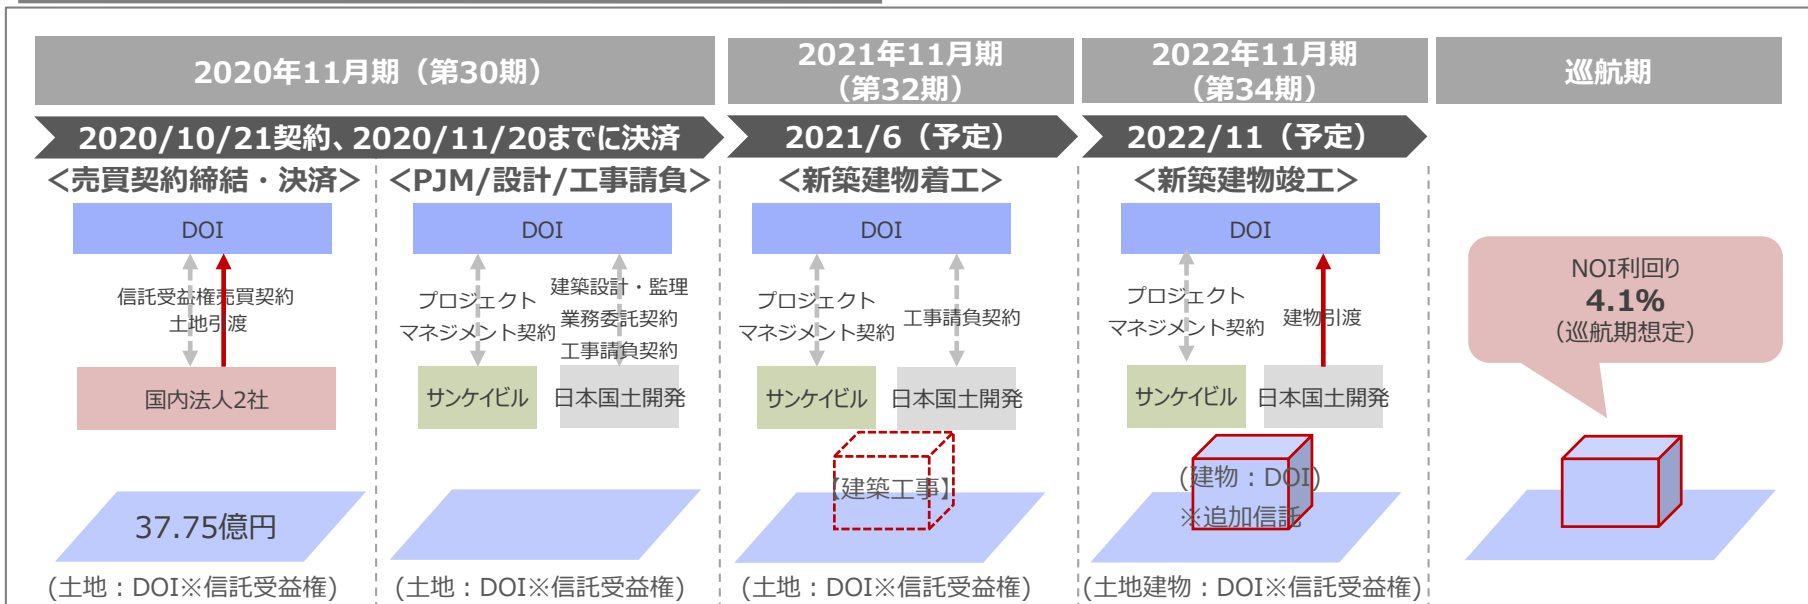 2020年11月期（第30期）
2021年11月期
（第32期）
2022年11月期
（第34期）
巡航期
2020/10/21契約、2020/11/20までに決済
2021/6（予定）
2022/11（予定）
＜売買契約締結・決済＞
＜PJM/設計/工事請負＞
＜新築建物着工＞
＜新築建物竣工＞
DOI
信託受益権売買契約
土地引渡
国内法人2社
37.75億円
(土地：DOI※信託受益権)
DOI
プロジェクト
マネジメント契約
建築設計・監理
業務委託契約
工事請負契約
サンケイビル
日本国土開発
(土地：DOI※信託受益権)
DOI
プロジェクト
マネジメント契約
工事請負契約
サンケイビル
日本国土開発
【建築工事】
(土地：DOI※信託受益権)
DOI
プロジェクト
マネジメント契約
建物引渡
サンケイビル
日本国土開発
(建物：DOI)
※追加信託
(土地建物：DOI※信託受益権)
NOI利回り
4.1%
(巡航期想定)